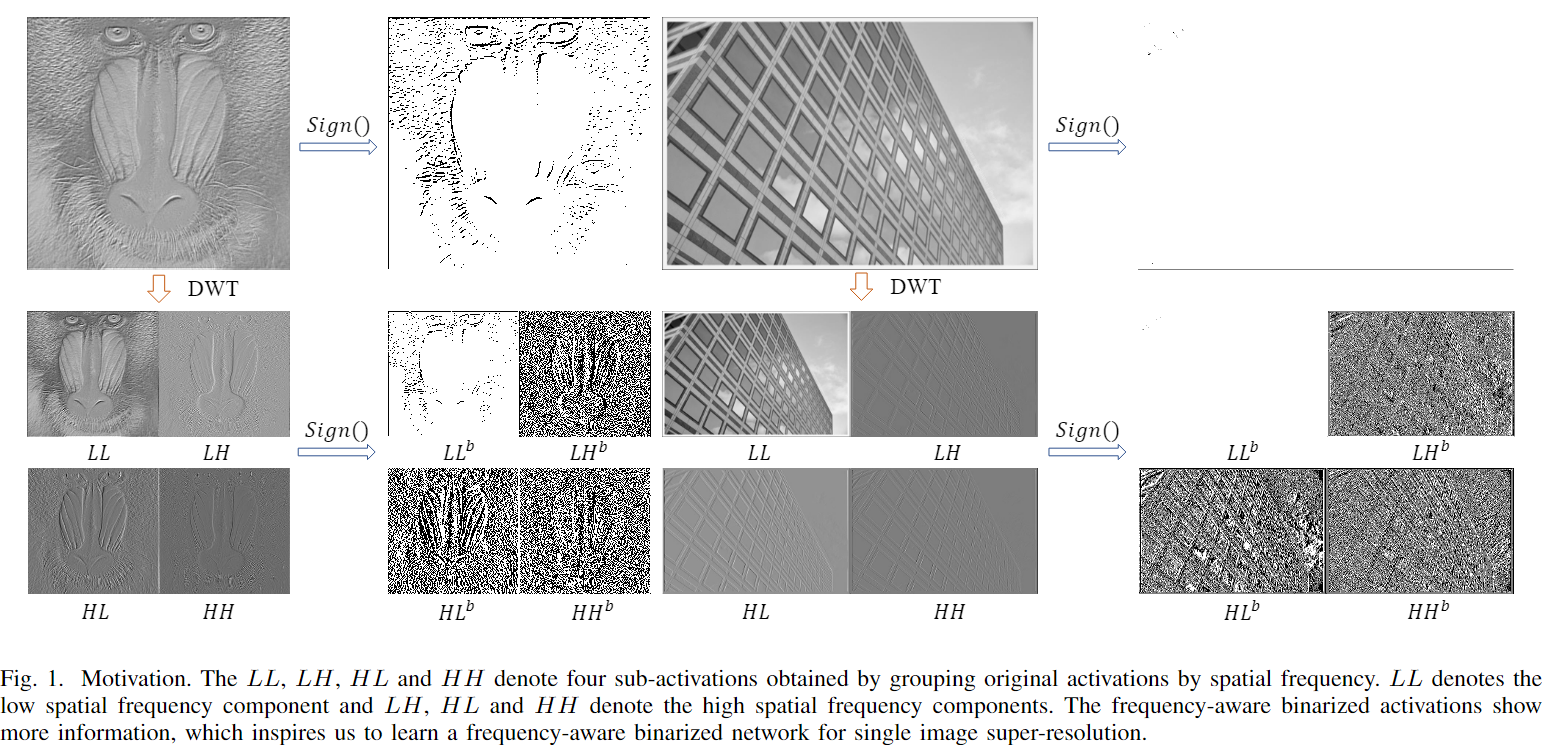 Sign()
Sign()
DWT
DWT
Sign()
Sign()
LL
LH
LL^b
LH^b
LL
LH
LL^b
LH^b
HL
HH
HL^b
HH^b
HL
HH
HL^b
HH^b
Fig. 1. Motivation. The LL, LH, HL and HH denote four sub-activations obtained by grouping original activations by spatial frequency. LL denotes the
low spatial frequency component and LH, HL and HH denote the high spatial frequency components. The frequency-aware binarized activations show
more information, which inspires us to learn a frequency-aware binarized network for single image super-resolution.